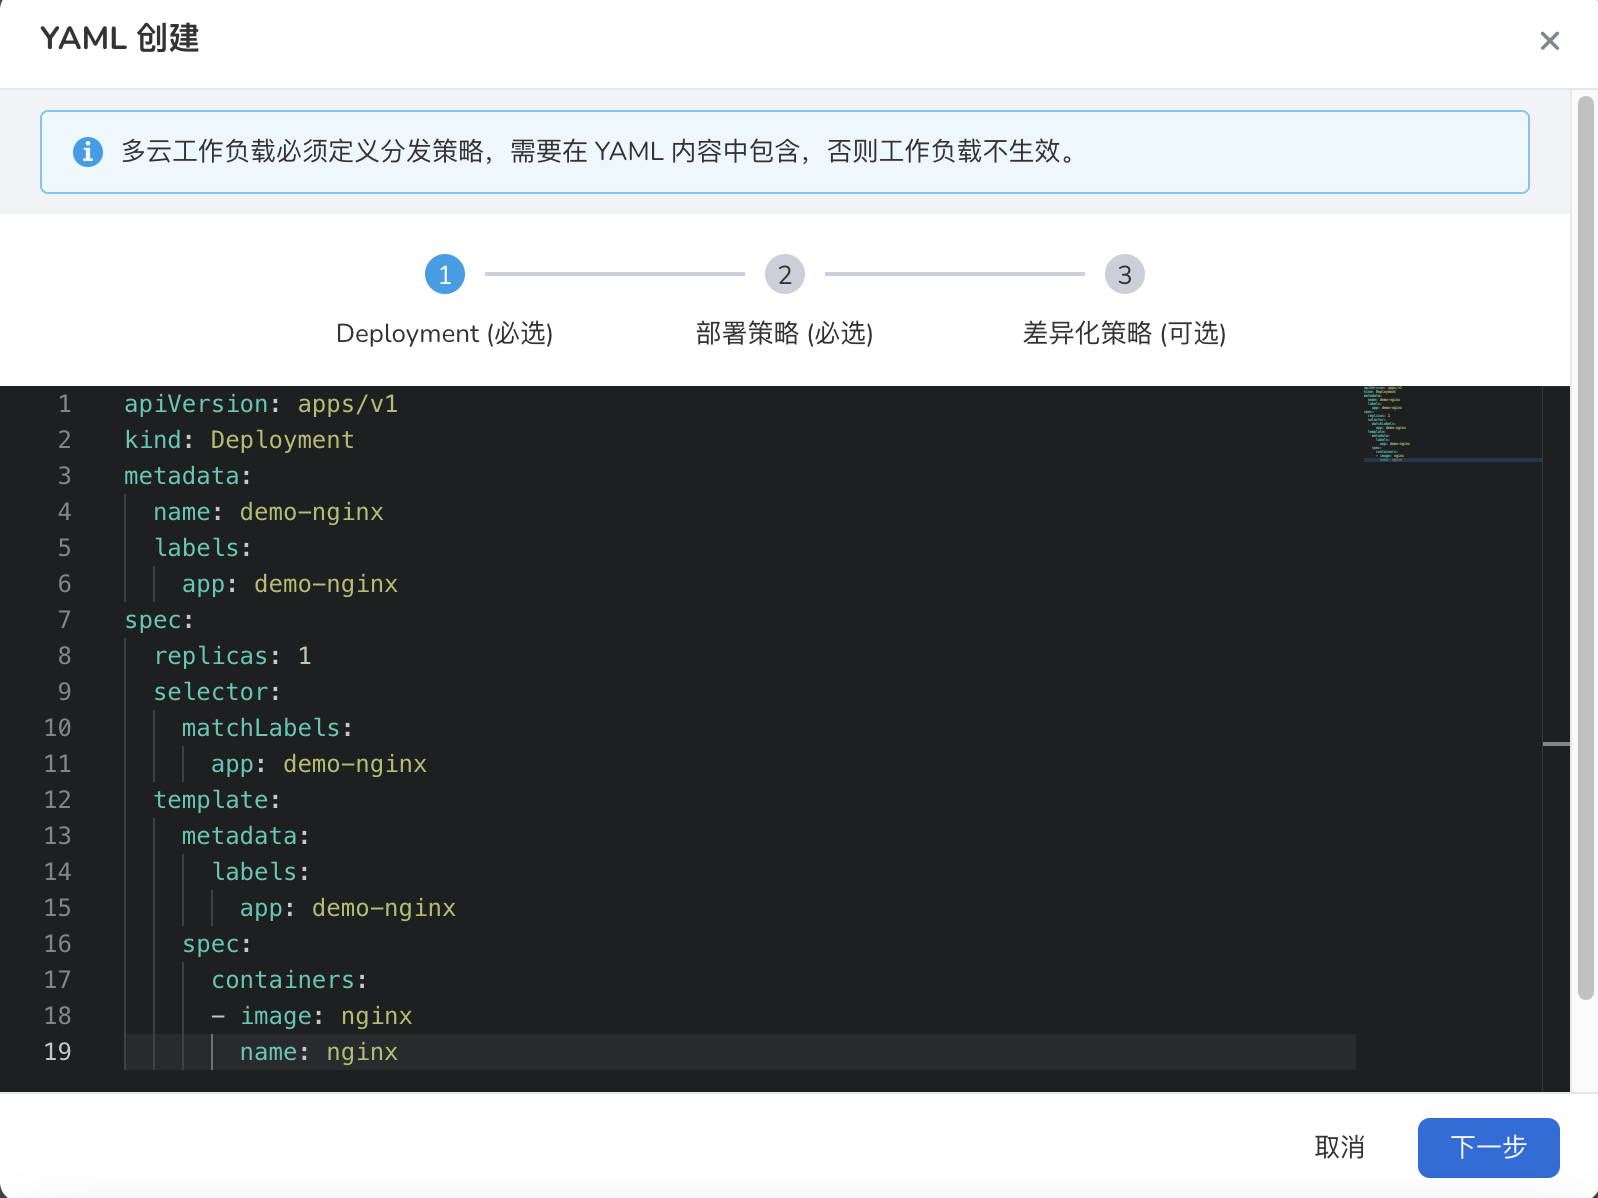 YAML 创建
多云工作负载必须定义分发策略，需要在 YAML 内容中包含，否则工作负载不生效。
1
2
3
Deployment (必选)
部署策略 (必选)
差异化策略 (可选)
1 apiVersion: apps/v1
2 kind: Deployment
3 metadata:
4   name: demo-nginx
5   labels:
6     app: demo-nginx
7 spec:
8   replicas: 1
9   selector:
10     matchLabels:
11       app: demo-nginx
12   template:
13     metadata:
14       labels:
15         app: demo-nginx
16     spec:
17       containers:
18       - image: nginx
19         name: nginx
取消
下一步